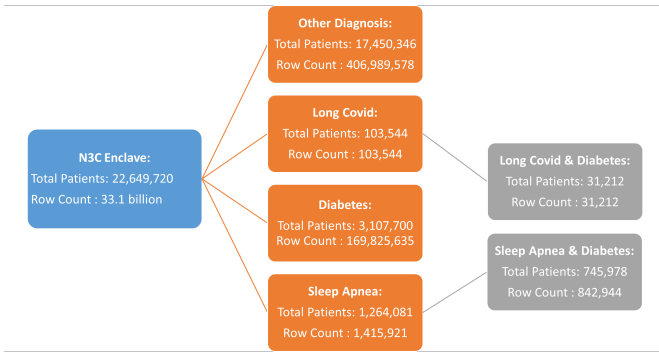 N3C Enclave:
Total Patients: 22,649,720
Row Count : 33.1 billion
Other Diagnosis:
Total Patients: 17,450,346
Row Count : 406,989,578
Long Covid:
Total Patients: 103,544
Row Count : 103,544
Diabetes:
Total Patients: 3,107,700
Row Count : 169,825,635
Sleep Apnea:
Total Patients: 1,264,081
Row Count : 1,415,921
Long Covid & Diabetes:
Total Patients: 31,212
Row Count : 31,212
Sleep Apnea & Diabetes:
Total Patients: 745,978
Row Count : 842,944